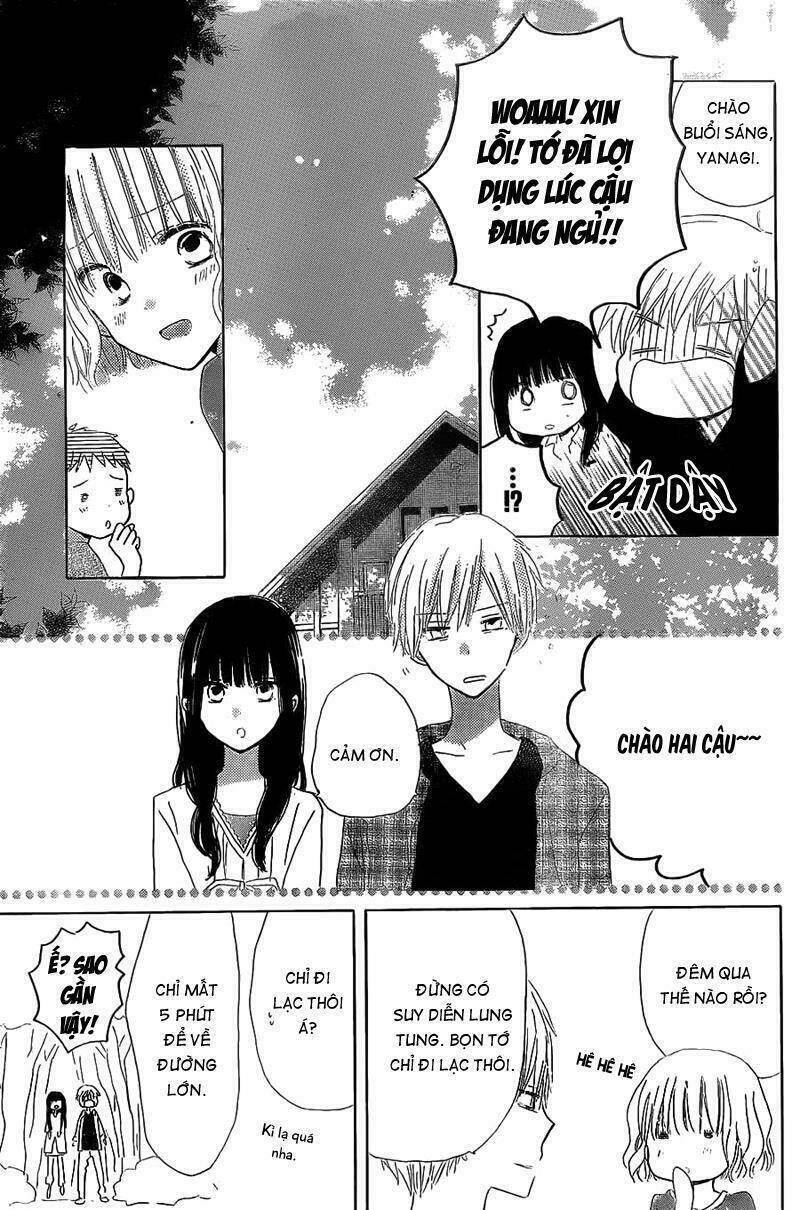 CHÀO
BUỔI SÁNG,
YANAGI.
WOAAA! XIN
LỖI! TỚ ĐÃ LỢI
DỤNG LÚC CẬU
ĐANG NGỦ!!
BẬT DẬY
...!?
CHÀO HAI CẬU~~
CẢM ƠN.
ĐÊM QUA
THẾ NÀO RỒI?
HÊ HÊ HÊ
ĐỪNG CÓ
SUY DIỄN LUNG
TUNG. BỌN TỚ
CHỈ ĐI LẠC THÔI.
CHỈ ĐI
LẠC THÔI
Á?
Kì lạ quá
nha.
CHỈ MẤT
5 PHÚT
ĐỂ VỀ
ĐƯỜNG
LỚN.
Ế? SAO
GẦN
VẬY!